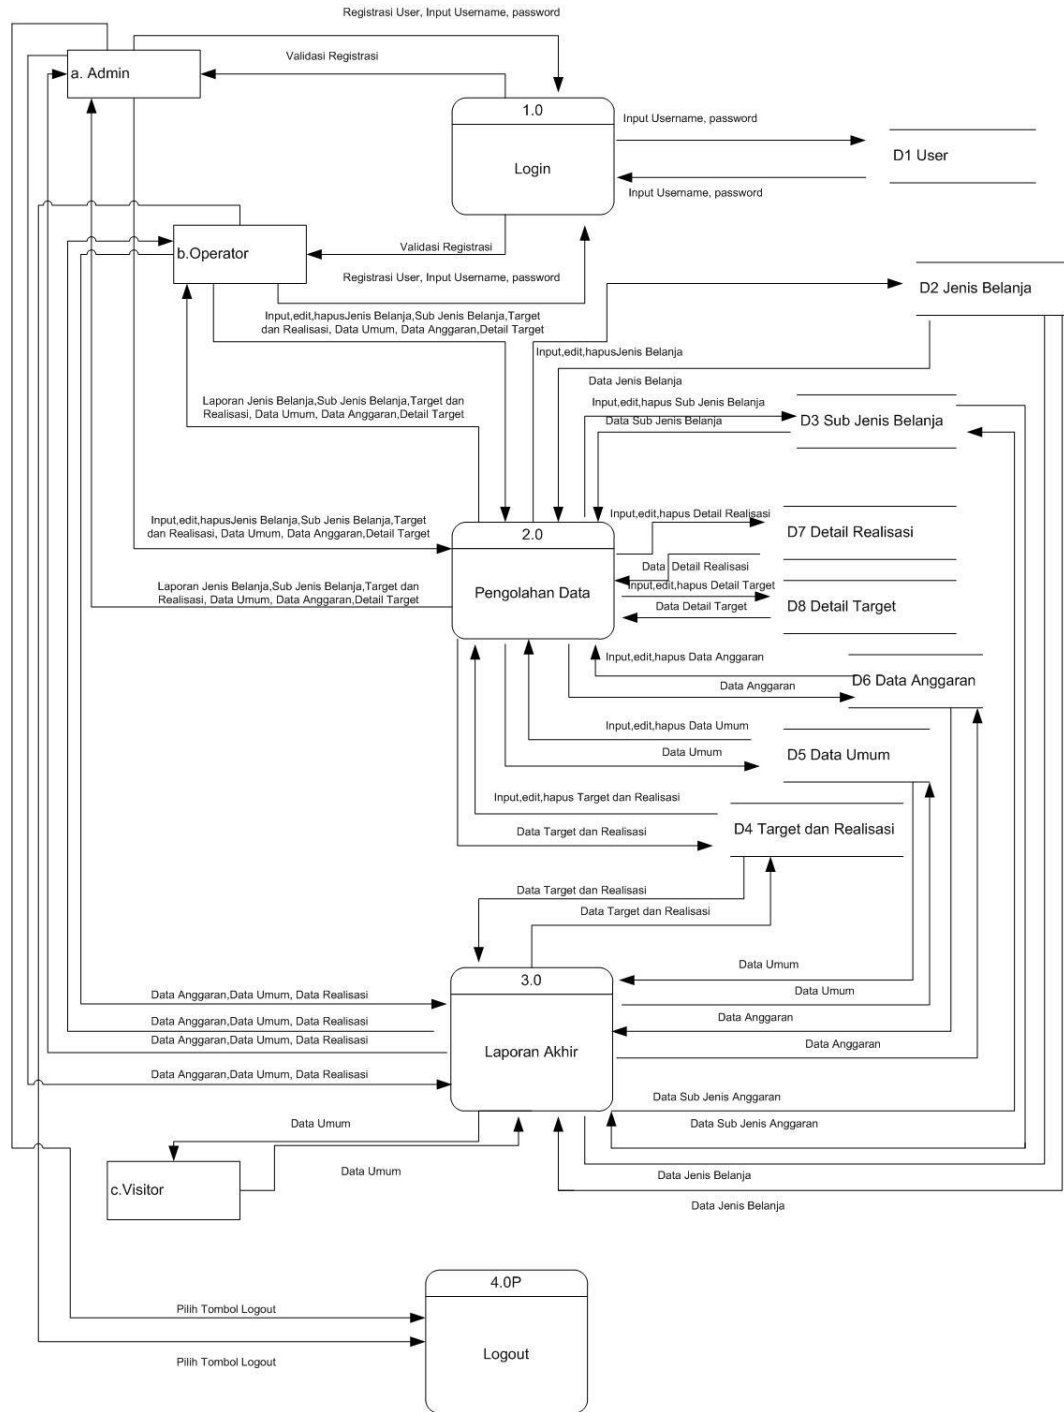 Registrasi User, Input Username, password
Validasi Registrasi
a. Admin
1.0
Login
Input Username, password
D1 User
Input Username, password
b.Operator
Validasi Registrasi
Registrasi User, Input Username, password
D2 Jenis Belanja
Input,edit,hapusJenis Belanja,Sub Jenis Belanja,Target
dan Realisasi, Data Umum, Data Anggaran,Detail Target
Input,edit,hapusJenis Belanja
Data Jenis Belanja
Laporan Jenis Belanja,Sub Jenis Belanja,Target dan
Realisasi, Data Umum, Data Anggaran,Detail Target
Input,edit,hapus Sub Jenis Belanja
Data Sub Jenis Belanja
D3 Sub Jenis Belanja
Input,edit,hapusJenis Belanja,Sub Jenis Belanja,Target
dan Realisasi, Data Umum, Data Anggaran,Detail Target
2.0
Pengolahan Data
Input,edit,hapus Detail Realisasi
D7 Detail Realisasi
Data Detail Realisasi
Laporan Jenis Belanja,Sub Jenis Belanja,Target dan
Realisasi, Data Umum, Data Anggaran,Detail Target
Input,edit,hapus Detail Target
Data Detail Target
D8 Detail Target
Input,edit,hapus Data Anggaran
Data Anggaran
D6 Data Anggaran
Input,edit,hapus Data Umum
Data Umum
D5 Data Umum
Input,edit,hapus Target dan Realisasi
Data Target dan Realisasi
D4 Target dan Realisasi
Data Target dan Realisasi
Data Target dan Realisasi
3.0
Laporan Akhir
Data Umum
Data Umum
Data Anggaran
Data Anggaran
Data Anggaran,Data Umum, Data Realisasi
Data Anggaran,Data Umum, Data Realisasi
Data Anggaran,Data Umum, Data Realisasi
Data Anggaran,Data Umum, Data Realisasi
Data Sub Jenis Anggaran
Data Sub Jenis Anggaran
Data Umum
Data Umum
c.Visitor
Data Jenis Belanja
Data Jenis Belanja
4.0P
Logout
Pilih Tombol Logout
Pilih Tombol Logout